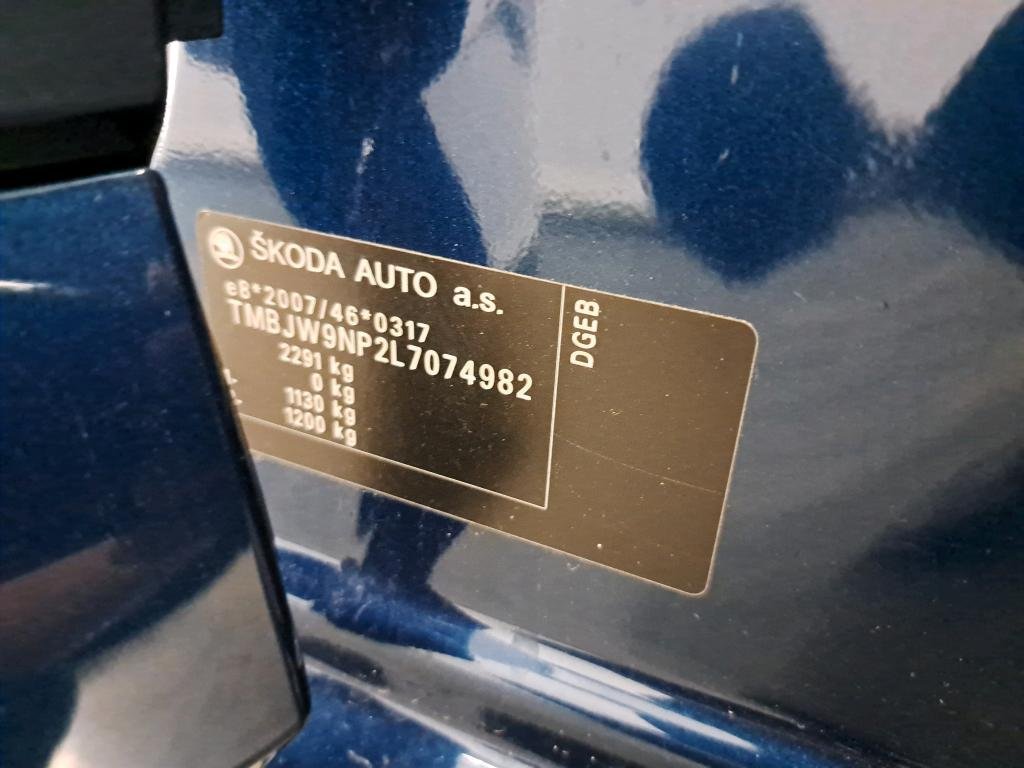 ŠKODA AUTO a.s.
e8*2007/46*0317
TMBJW9NP2L7074982
2291 kg
0 kg
1130 kg
1200 kg
DGEB